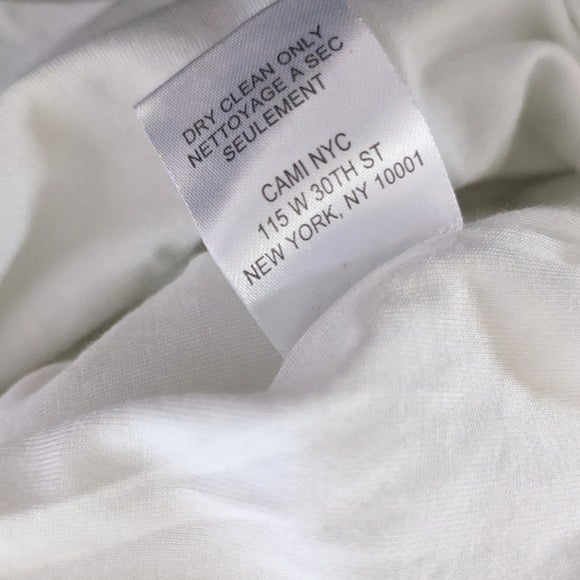 DRY CLEAN ONLY
NETTOYAGE A SEC
SEULEMENT
CAMI NYC
115 W 30TH ST
NEW YORK, NY 10001